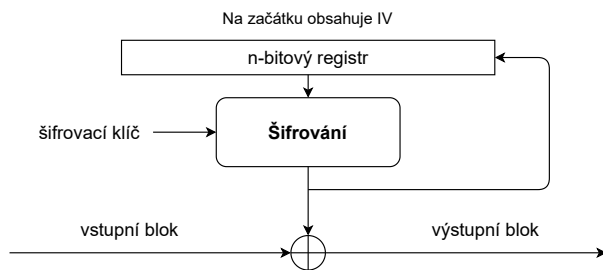 Na začátku obsahuje IV
n-bitový registr
šifrovací klíč
Šifrování
vstupní blok
výstupní blok